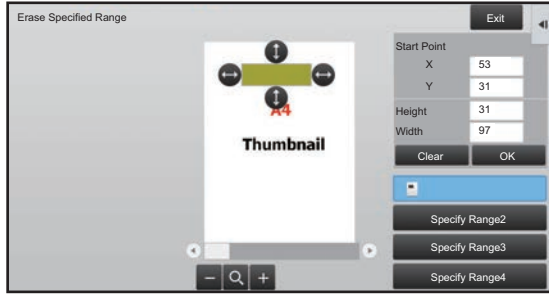 Erase Specified Range
Exit
Start Point
X 53
Y 31
Height 31
Width 97
Clear OK
A4
Thumbnail
Specify Range2
Specify Range3
Specify Range4